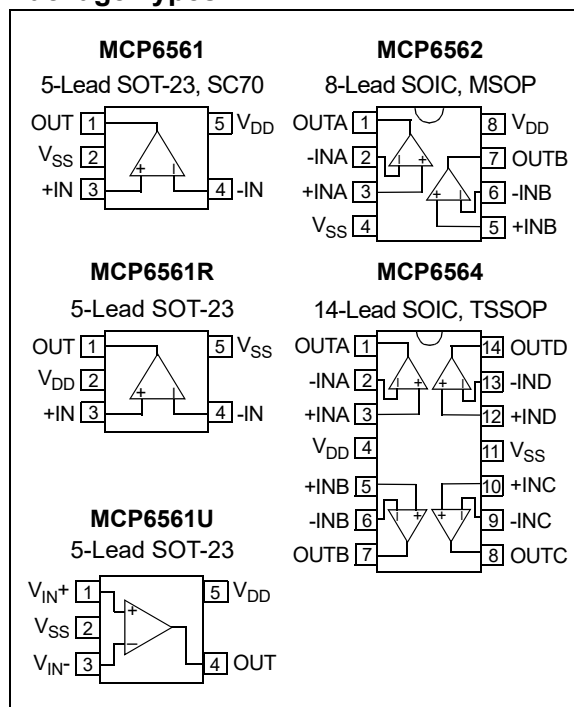 MCP6561
5-Lead SOT-23, SC70
OUT 1 5 VDD
VSS 2
+IN 3 4 -IN
+ –
MCP6561R
5-Lead SOT-23
OUT 1 5 VSS
VDD 2
+IN 3 4 -IN
+ –
MCP6561U
5-Lead SOT-23
VIN+ 1 5 VDD
+
VSS 2
–
VIN- 3 4 OUT
MCP6562
8-Lead SOIC, MSOP
OUTA 1 8 VDD
-INA 2 7 OUTB
– +
+INA 3 6 -INB
+ –
VSS 4 5 +INB
MCP6564
14-Lead SOIC, TSSOP
OUTA 1 14 OUTD
-INA 2 13 -IND
– + + –
+INA 3 12 +IND
VDD 4 11 VSS
+INB 5 10 +INC
– + + –
-INB 6 9 -INC
OUTB 7 8 OUTC